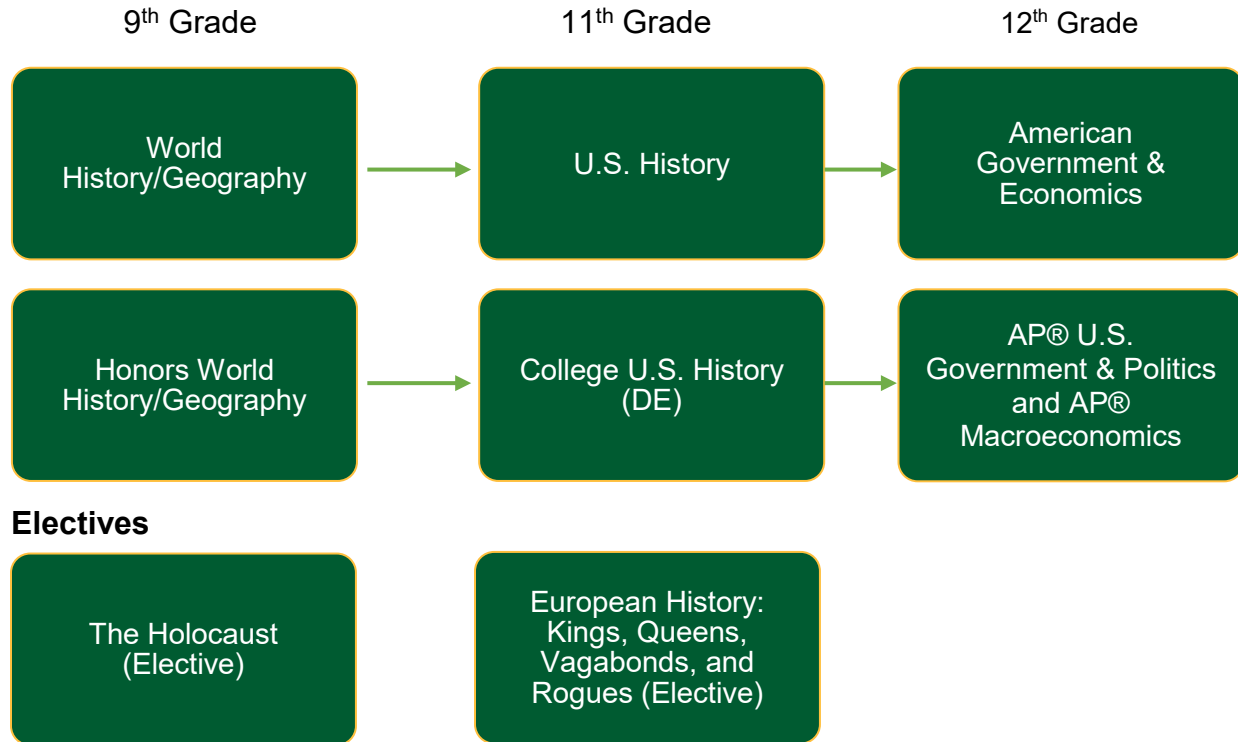 9th Grade
11th Grade
12th Grade
World
History/Geography
U.S. History
American
Government &
Economics
Honors World
History/Geography
College U.S. History
(DE)
AP® U.S.
Government & Politics
and AP®
Macroeconomics
Electives
The Holocaust
(Elective)
European History:
Kings, Queens,
Vagabonds, and
Rogues (Elective)